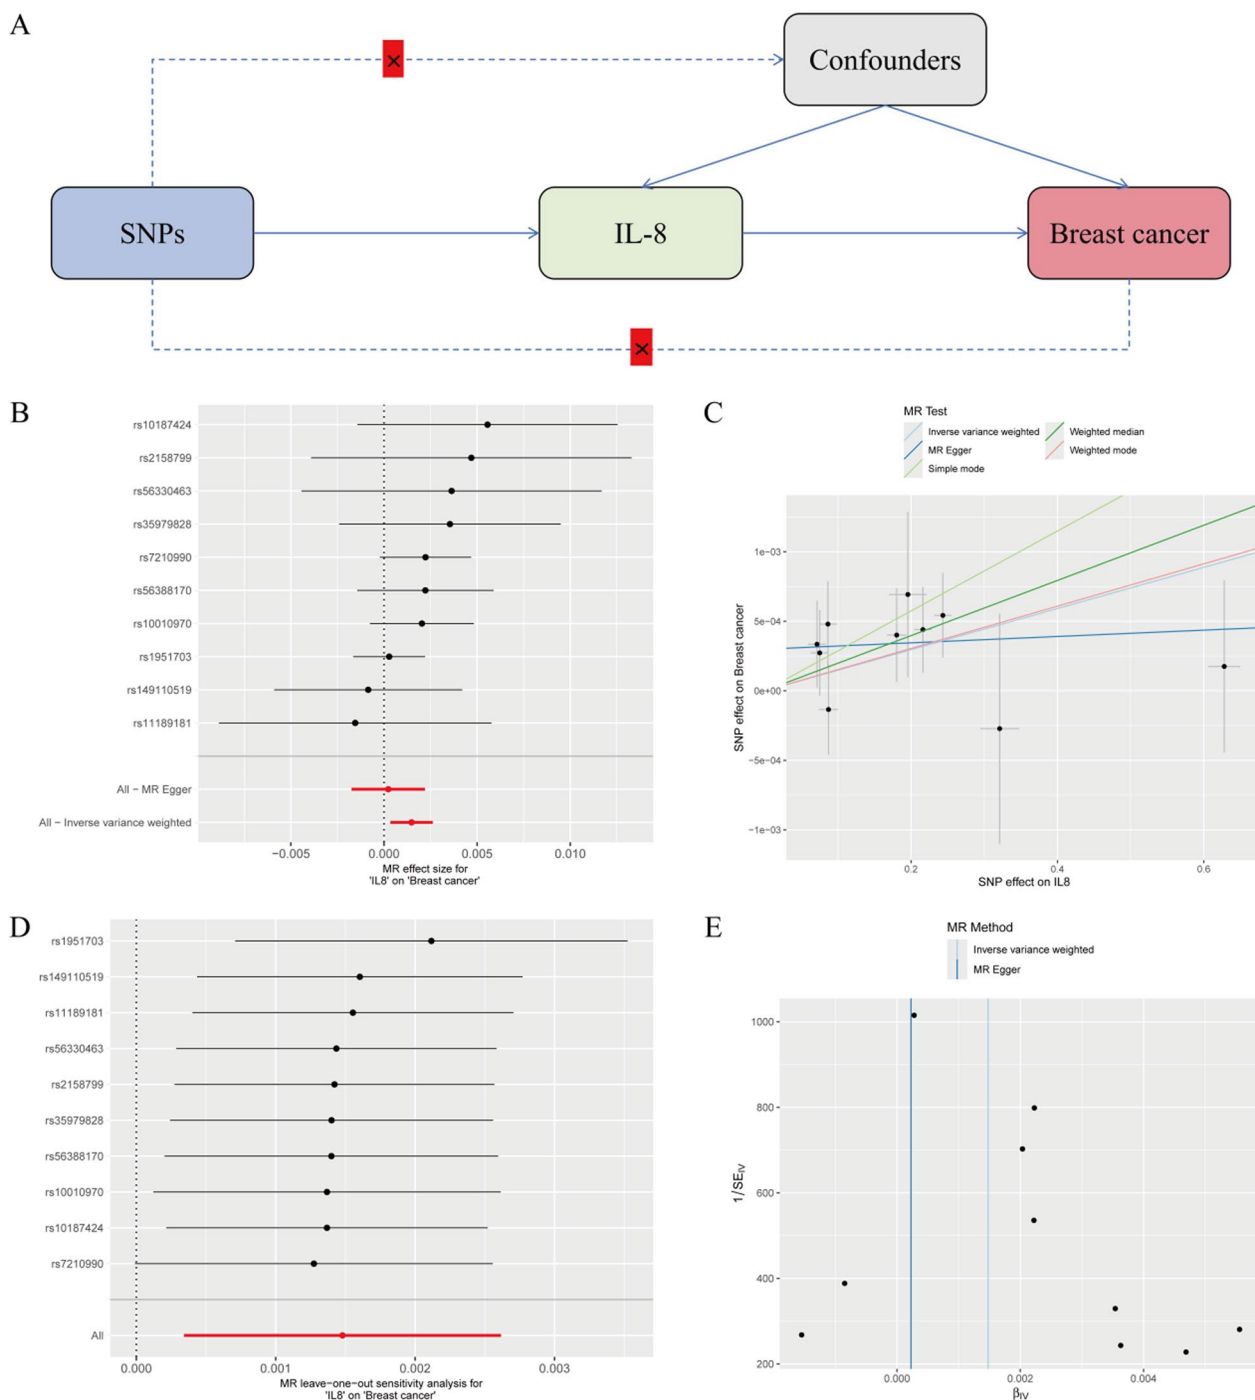 A
Confounders
×
SNPs
IL-8
Breast cancer
×
B
rs10187424
rs2158799
rs56330463
rs35979828
rs7210990
rs56388170
rs10010970
rs1951703
rs149110519
rs11189181
All − MR Egger
All − Inverse variance weighted
−0.005 0.000 0.005 0.010
MR effect size for
'IL8' on 'Breast cancer'
C
MR Test
Inverse variance weighted
MR Egger
Simple mode
Weighted median
Weighted mode
SNP effect on Breast cancer
1e−03
5e−04
0e+00
−5e−04
−1e−03
0.2 0.4 0.6
SNP effect on IL8
D
rs1951703
rs149110519
rs11189181
rs56330463
rs2158799
rs35979828
rs56388170
rs10010970
rs10187424
rs7210990
All
0.000 0.001 0.002 0.003
MR leave−one−out sensitivity analysis for
'IL8' on 'Breast cancer'
E
MR Method
Inverse variance weighted
MR Egger
1/SE_IV
1000
800
600
400
200
0.000 0.002 0.004
β_IV